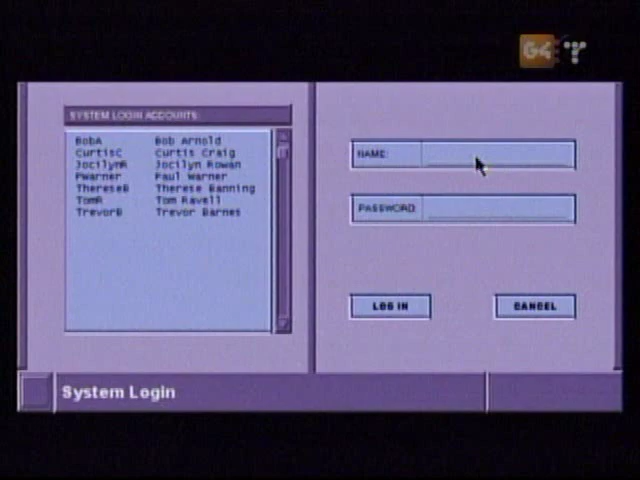 G4
SYSTEM LOGIN ACCOUNTS:
BobA Bob Arnold
CurtisC Curtis Craig
JocilynR Jocilyn Rowan
PWarner Paul Warner
ThereseB Therese Banning
TomR Tom Ravell
TrevorB Trevor Barnes
NAME:
PASSWORD:
LOG IN
CANCEL
System Login